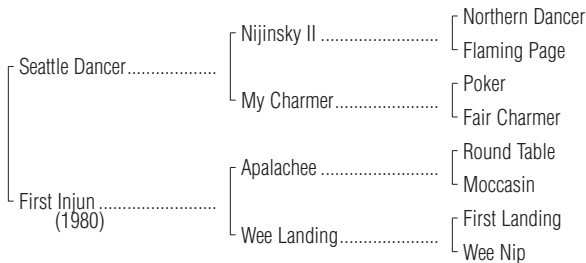 Northern Dancer
Nijinsky II ........................
Flaming Page
Seattle Dancer....................
Poker
My Charmer.....................
Fair Charmer
Round Table
Apalachee ........................
Moccasin
First Injun ..........................
(1980)
First Landing
Wee Landing....................
Wee Nip